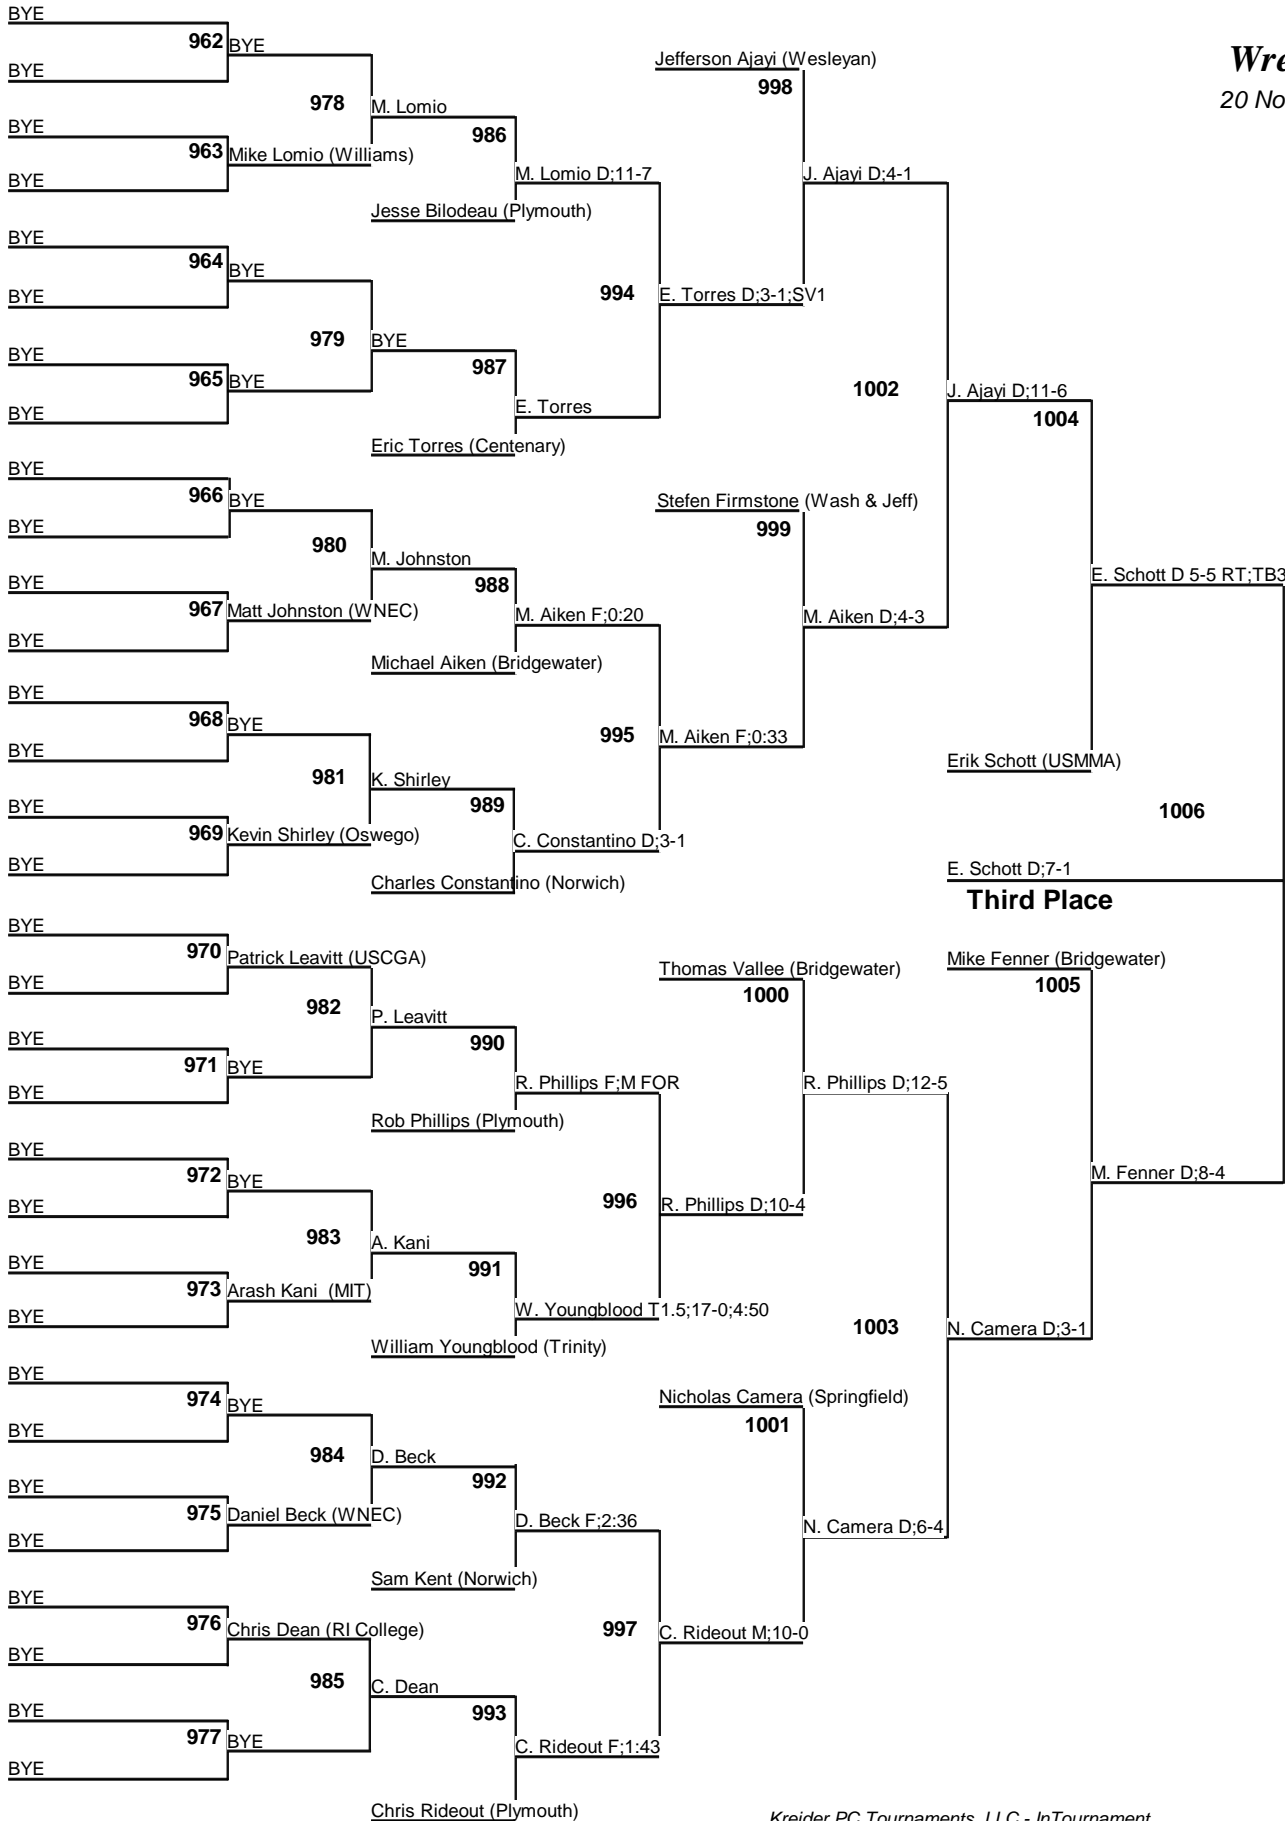 BYE
962 BYE
BYE
Jefferson Ajayi (Wesleyan)
998
20
978 M. Lomio
BYE
986
963 Mike Lomio (Williams)
BYE
M. Lomio D;11-7
J. Ajayi D;4-1
Jesse Bilodeau (Plymouth)
BYE
964 BYE
BYE
994 E. Torres D;3-1;SV1
979 BYE
BYE
987
965 BYE
BYE
1002 J. Ajayi D;11-6
E. Torres
1004
Eric Torres (Centenary)
BYE
966 BYE
BYE
Stefen Firmstone (Wash & Jeff)
999
980 M. Johnston
BYE
988
E. Schott D 5-5 RT;TB3
967 Matt Johnston (WNEC)
BYE
M. Aiken F;0:20
M. Aiken D;4-3
Michael Aiken (Bridgewater)
BYE
968 BYE
BYE
995 M. Aiken F;0:33
Erik Schott (USMMA)
981 K. Shirley
BYE
989
1006
969 Kevin Shirley (Oswego)
BYE
C. Constantino D;3-1
E. Schott D;7-1
Charles Constantino (Norwich)
Third Place
BYE
970 Patrick Leavitt (USCGA)
BYE
Thomas Vallee (Bridgewater)
Mike Fenner (Bridgewater)
1000
1005
982 P. Leavitt
BYE
990
971 BYE
BYE
R. Phillips F;M FOR
R. Phillips D;12-5
Rob Phillips (Plymouth)
BYE
972 BYE
BYE
M. Fenner D;8-4
996 R. Phillips D;10-4
983 A. Kani
BYE
991
973 Arash Kani (MIT)
BYE
W. Youngblood T1.5;17-0;4:50
1003 N. Camera D;3-1
William Youngblood (Trinity)
BYE
974 BYE
BYE
Nicholas Camera (Springfield)
1001
984 D. Beck
BYE
992
975 Daniel Beck (WNEC)
BYE
D. Beck F;2:36
N. Camera D;6-4
Sam Kent (Norwich)
BYE
976 Chris Dean (RI College)
BYE
997 C. Rideout M;10-0
985 C. Dean
BYE
993
977 BYE
BYE
C. Rideout F;1:43
Chris Rideout (Plymouth)
Kreider PC Tournaments, LLC - InTournament